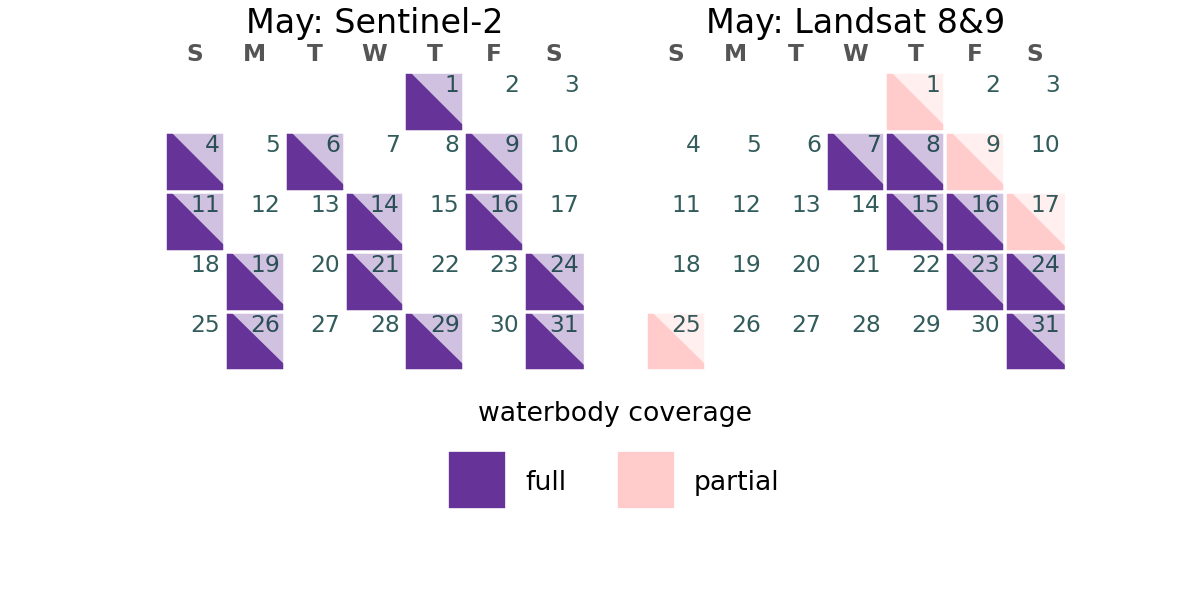 May: Sentinel-2
S M T W T F S
1 2 3
4 5 6 7 8 9 10
11 12 13 14 15 16 17
18 19 20 21 22 23 24
25 26 27 28 29 30 31
May: Landsat 8&9
S M T W T F S
1 2 3
4 5 6 7 8 9 10
11 12 13 14 15 16 17
18 19 20 21 22 23 24
25 26 27 28 29 30 31
waterbody coverage
full
partial